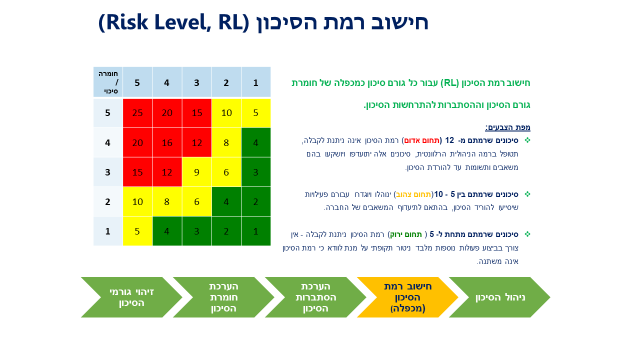 חישוב רמת הסיכון (Risk Level, RL)
חישוב רמת הסיכון (RL) עבור כל גורם סיכון כמכפלה של חומרת
גורם הסיכון וההסתברות להתרחשות הסיכון.
מפת הצבעים:
סיכונים שרמתם מ- 12 (תחום אדום) רמת הסיכון אינה ניתנת לקבלה,
תטופל ברמה הניהולית הרלוונטית, סיכונים אלה יתועדפו ויושקעו בהם
משאבים ותשומות עד להורדת הסיכון.
סיכונים שרמתם בין 5 - 10 (תחום צהוב) ינוהלו ויוגדרו עבורם פעילויות
שיסייעו להוריד הסיכון, בהתאם לתיעדוף המשאבים של החברה.
סיכונים שרמתם מתחת ל- 5 ( תחום ירוק) רמת הסיכון ניתנת לקבלה - אין
צורך בביצוע פעולות נוספות מלבד ניטור תקופתי על מנת לוודא כי רמת הסיכון
אינה משתנה.
חומרה / סיכוי 5 4 3 2 1
5 25 20 15 10 5
4 20 16 12 8 4
3 15 12 9 6 3
2 10 8 6 4 2
1 5 4 3 2 1
זיהוי גורמי
הסיכון
הערכת
חומרת
הסיכון
הערכת
הסתברות
הסיכון
חישוב רמת
הסיכון
(מכפלה)
ניהול הסיכון